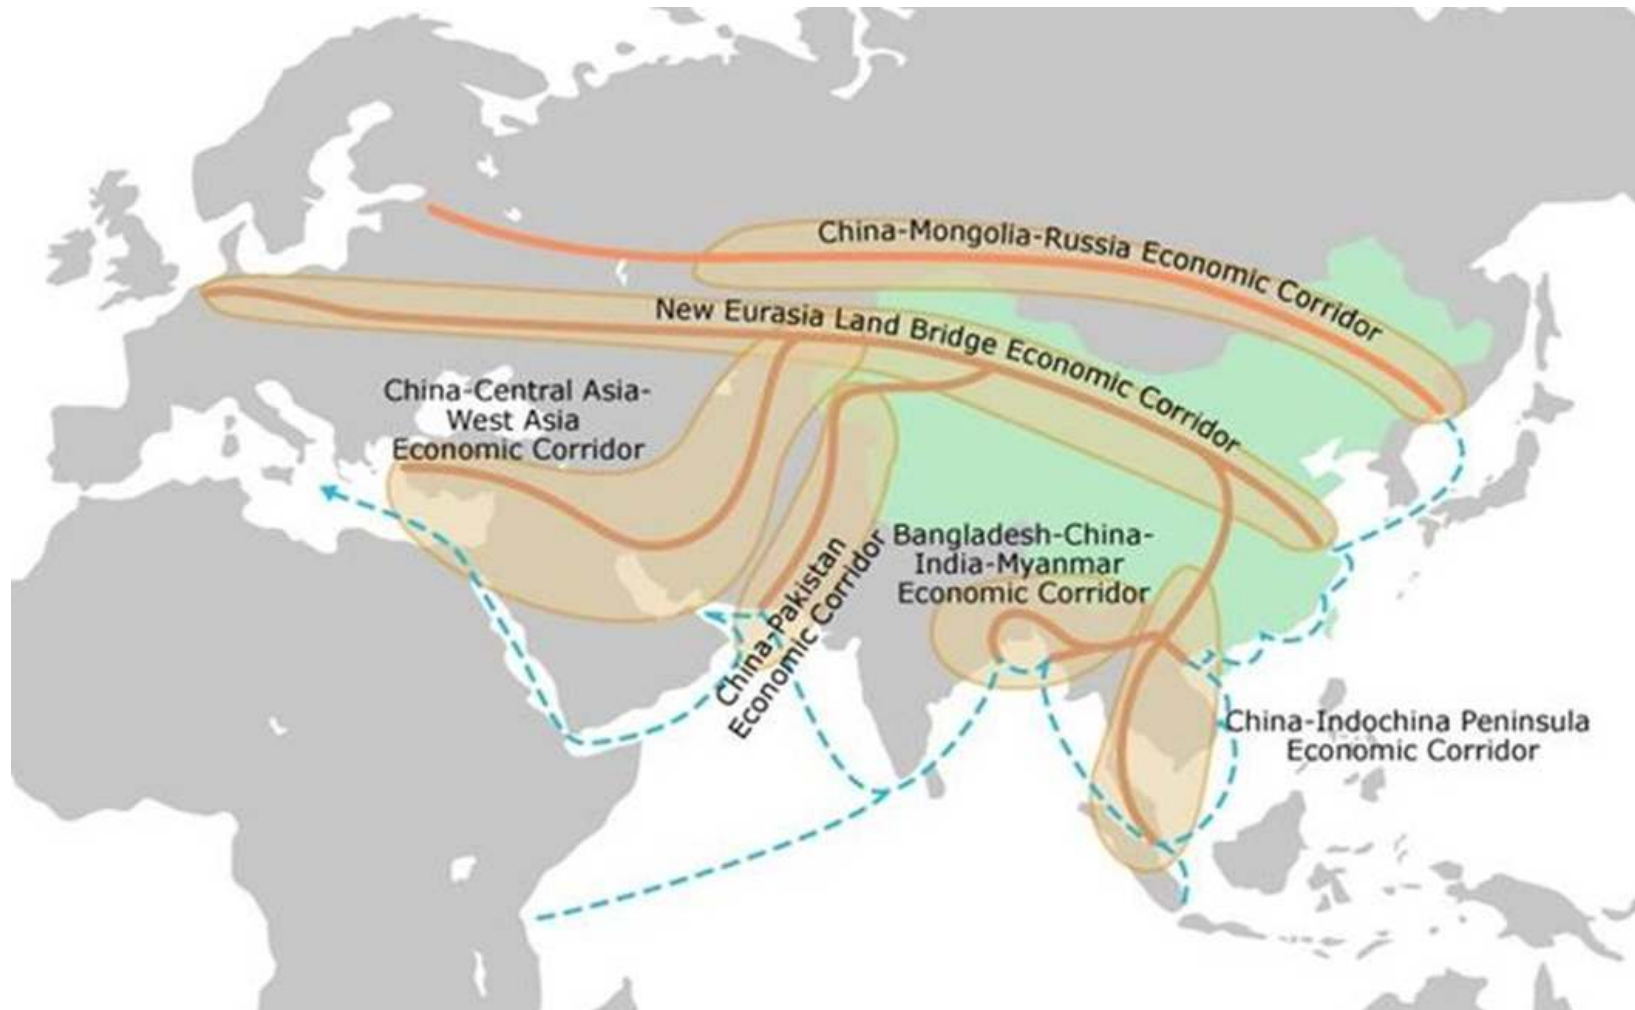 China-Mongolia-Russia Economic Corridor
New Eurasia Land Bridge Economic Corridor
China-Central Asia-
West Asia
Economic Corridor
China-Pakistan
Economic Corridor
Bangladesh-China-
India-Myanmar
Economic Corridor
China-Indochina Peninsula
Economic Corridor